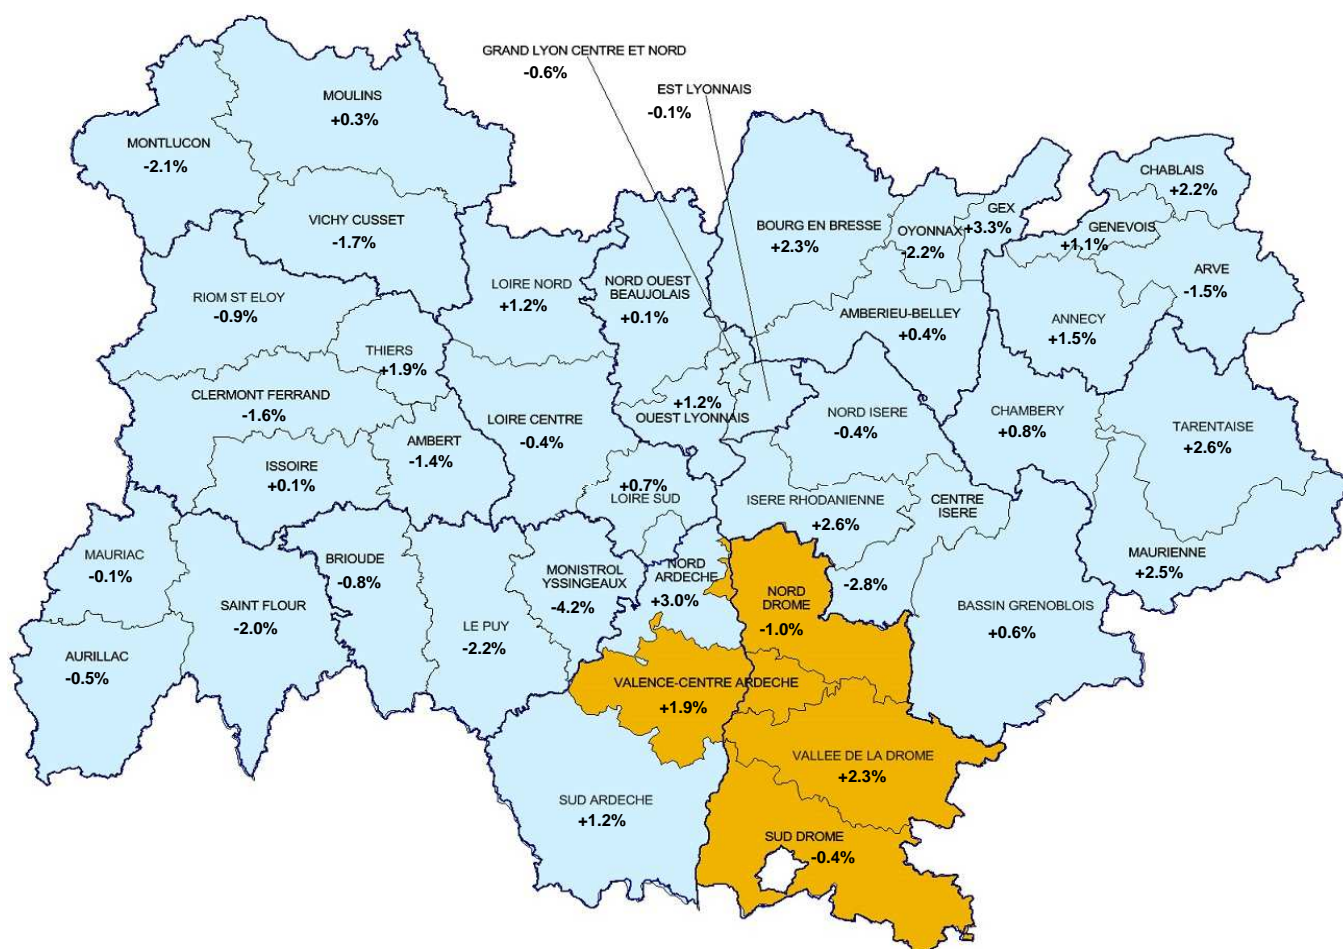 GRAND LYON CENTRE ET NORD
-0.6%
EST LYONNAIS
-0.1%
MOULINS
+0.3%
MONTLUCON
-2.1%
VICHY CUSSET
-1.7%
CHABLAIS
+2.2%
GEX
+3.3%
GENEVOIS
+1.1%
BOURG EN BRESSE
+2.3%
OYONNAX
-2.2%
ARVE
-1.5%
RIOM ST ELOY
-0.9%
LOIRE NORD
+1.2%
NORD OUEST
BEAUJOLAIS
+0.1%
AMBERIEU-BELLEY
+0.4%
ANNECY
+1.5%
THIERS
+1.9%
CLERMONT FERRAND
-1.6%
+1.2%
OUEST LYONNAIS
LOIRE CENTRE
-0.4%
NORD ISERE
-0.4%
CHAMBERY
+0.8%
TARENTAISE
+2.6%
AMBERT
-1.4%
ISSOIRE
+0.1%
+0.7%
LOIRE SUD
ISERE RHODANIENNE
+2.6%
CENTRE
ISERE
-2.8%
MAURIENNE
+2.5%
MAURIAC
-0.1%
BRIOUDE
-0.8%
MONISTROL
YSSINGEAUX
-4.2%
NORD
ARDECHE
+3.0%
NORD
DROME
-1.0%
BASSIN GRENOBLOIS
+0.6%
SAINT FLOUR
-2.0%
LE PUY
-2.2%
AURILLAC
-0.5%
VALENCE-CENTRE ARDECHE
+1.9%
VALLEE DE LA DROME
+2.3%
SUD ARDECHE
+1.2%
SUD DROME
-0.4%